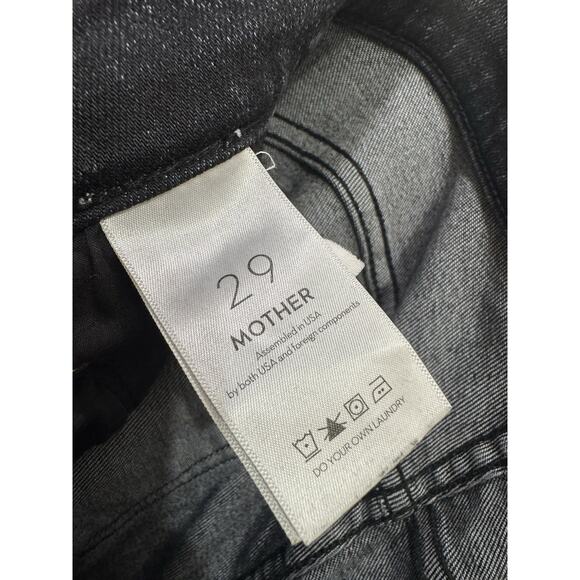 29
MOTHER
Assembled in USA
by both USA and foreign components
DO YOUR OWN LAUNDRY